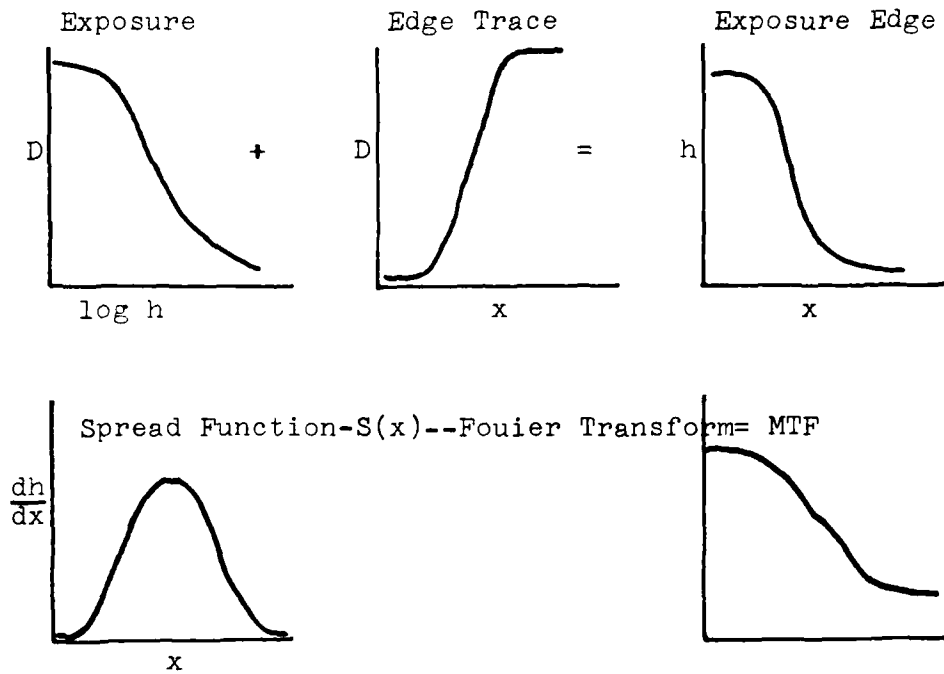 Exposure
Edge Trace
Exposure Edge
D
+
D
=
h
log h
x
x
Spread Function-S(x)--Fouier Transform= MTF
dh
dx
x